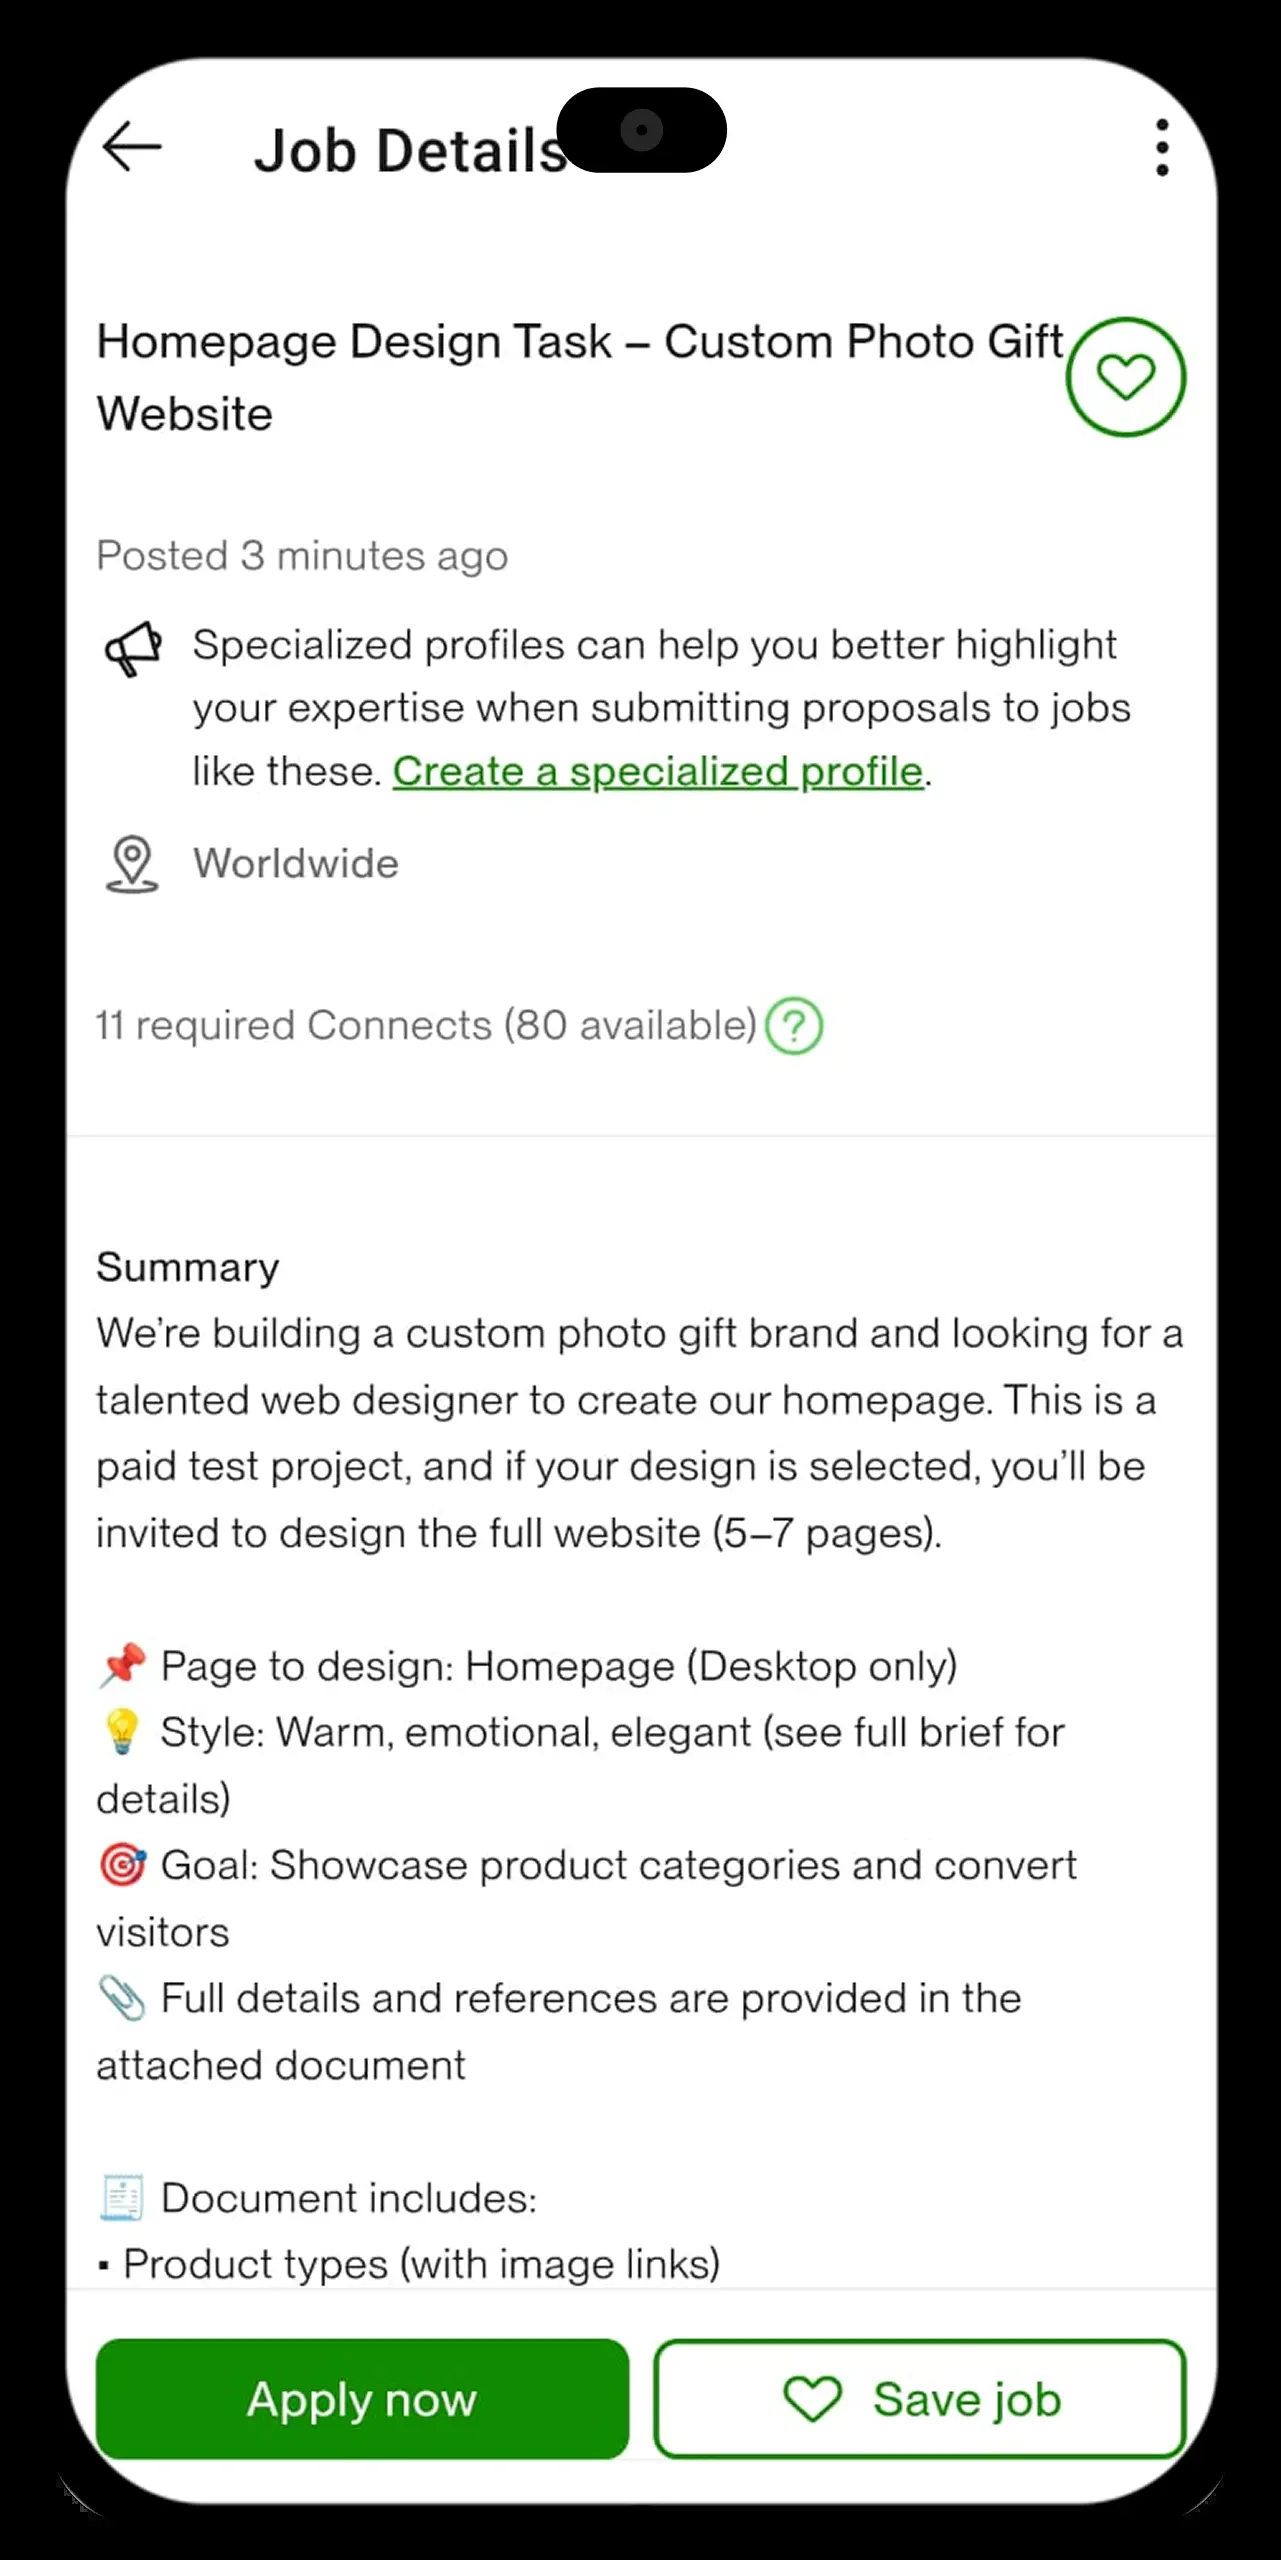 Job Details
Homepage Design Task – Custom Photo Gift
Website
Posted 3 minutes ago
Specialized profiles can help you better highlight
your expertise when submitting proposals to jobs
like these. Create a specialized profile.
Worldwide
11 required Connects (80 available) ?
Summary
We’re building a custom photo gift brand and looking for a
talented web designer to create our homepage. This is a
paid test project, and if your design is selected, you’ll be
invited to design the full website (5–7 pages).
📌 Page to design: Homepage (Desktop only)
💡 Style: Warm, emotional, elegant (see full brief for
details)
🎯 Goal: Showcase product categories and convert
visitors
📎 Full details and references are provided in the
attached document
🧾 Document includes:
▪ Product types (with image links)
Apply now
Save job